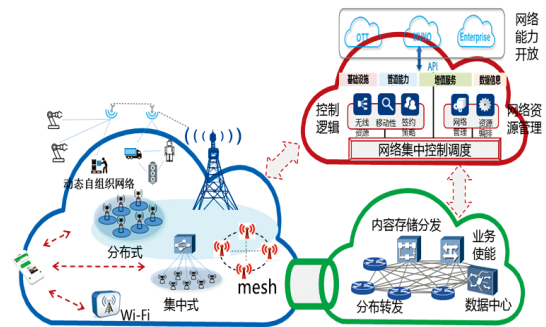 网络
能力
开放
OTT
MVNO
Enterprise
API
基础设施 管道能力 增值服务 数据信息
控制
逻辑
无线
资源
移动性
签约
策略
网络
管理
资源
编排
网络资
源管理
网络集中控制调度
动态自组织网络
分布式
集中式
mesh
Wi-Fi
内容存储分发
业务
使能
分布转发
数据中心